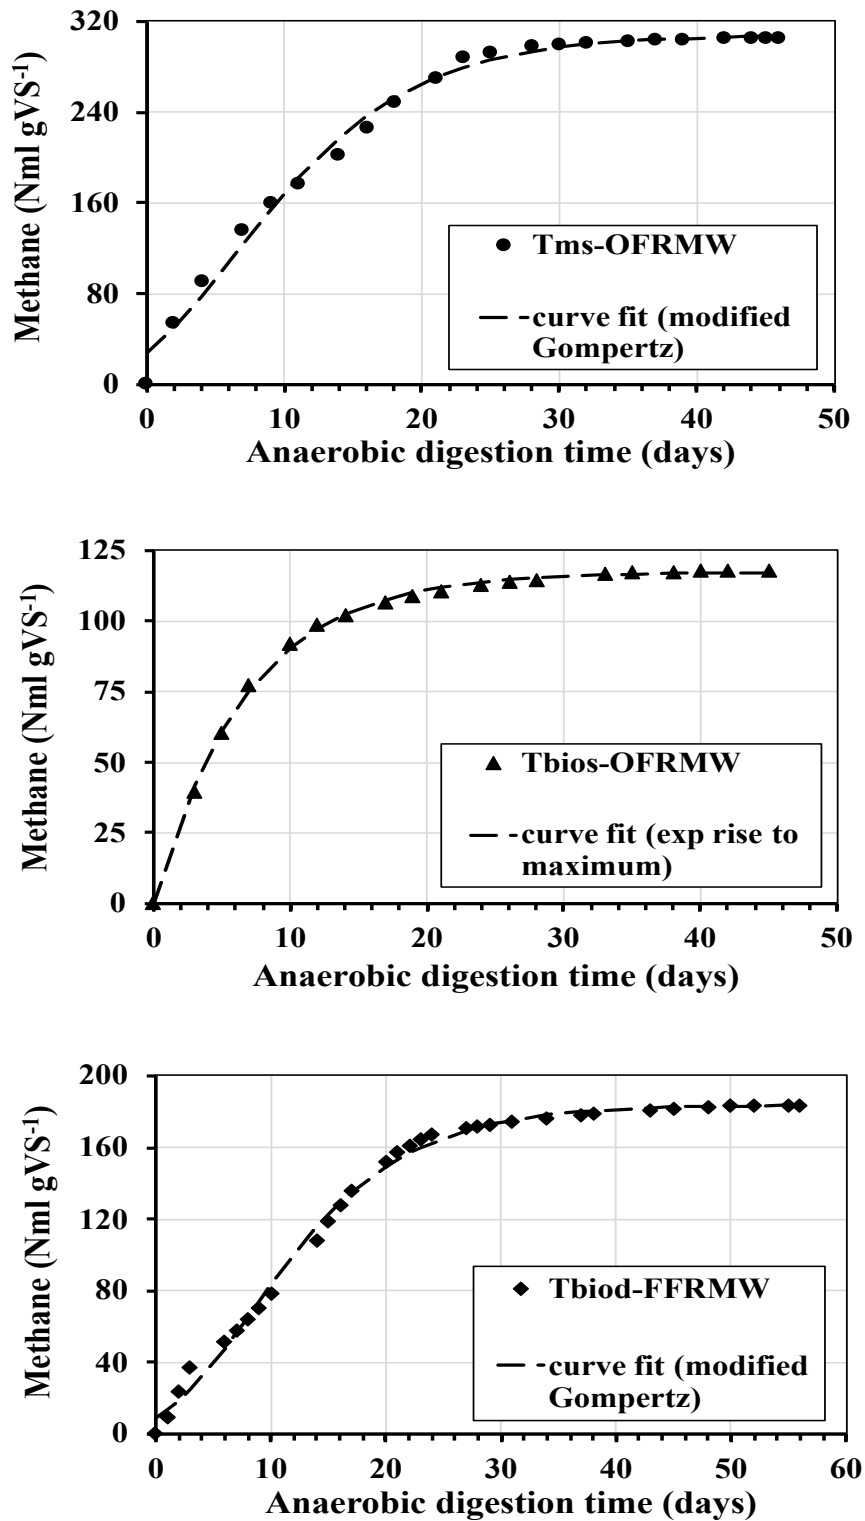 320
240
160
80
0
Methane (Nml gVS-1)
Tms-OFRMW
curve fit (modified
Gompertz)
0 10 20 30 40 50
Anaerobic digestion time (days)
125
100
75
50
25
0
Methane (Nml gVS-1)
Tbios-OFRMW
curve fit (exp rise to
maximum)
0 10 20 30 40 50
Anaerobic digestion time (days)
200
160
120
80
40
0
Methane (Nml gVS-1)
Tbiod-FFRMW
curve fit (modified
Gompertz)
0 10 20 30 40 50 60
Anaerobic digestion time (days)